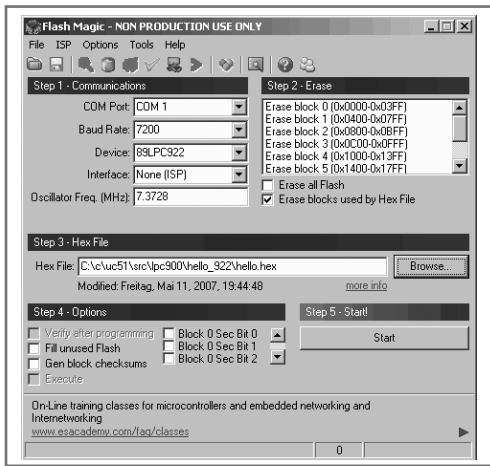 Flash Magic - NON PRODUCTION USE ONLY
File ISP Options Tools Help
Step 1 - Communications
COM Port: COM 1
Baud Rate: 7200
Device: 89LPC922
Interface: None (ISP)
Oscillator Freq. (MHz): 7.3728
Step 2 - Erase
Erase block 0 (0x0000-0x03FF)
Erase block 1 (0x0400-0x07FF)
Erase block 2 (0x0800-0x0BFF)
Erase block 3 (0x0C00-0x0FFF)
Erase block 4 (0x1000-0x13FF)
Erase block 5 (0x1400-0x17FF)
Erase all Flash
Erase blocks used by Hex File
Step 3 - Hex File
Hex File: C:\c\uc51\src\lpc900\hello_922\hello.hex Browse...
Modified: Freitag, Mai 11, 2007, 19:44:48 more info
Step 4 - Options
Verify after programming
Fill unused Flash
Gen block checksums
Execute
Block 0 Sec Bit 0
Block 0 Sec Bit 1
Block 0 Sec Bit 2
Step 5 - Start!
Start
On-Line training classes for microcontrollers and embedded networking and
Internetworking
www.esacademy.com/faq/classes
0